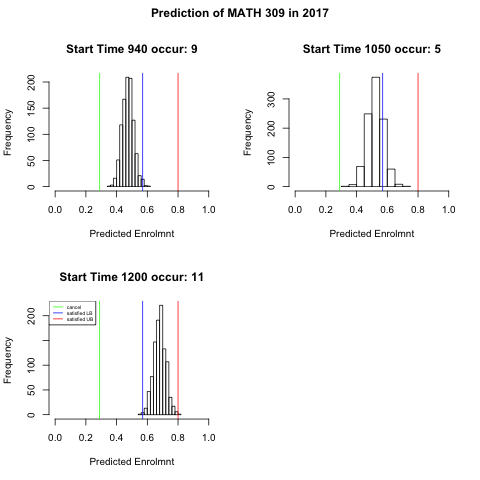 Prediction of MATH 309 in 2017
Start Time 940 occur: 9
Frequency
200
150
100
50
0
0.0 0.2 0.4 0.6 0.8 1.0
Predicted Enrolmnt
Start Time 1050 occur: 5
Frequency
300
200
100
0
0.0 0.2 0.4 0.6 0.8 1.0
Predicted Enrolmnt
Start Time 1200 occur: 11
cancel
satisfied LB
satisfied UB
Frequency
200
100
50
0
0.0 0.2 0.4 0.6 0.8 1.0
Predicted Enrolmnt